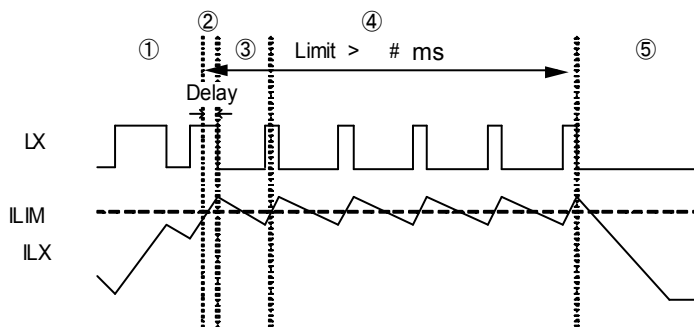 ② ④
① ③ Limit > # ms ⑤
Delay
LX
ILIM
ILX